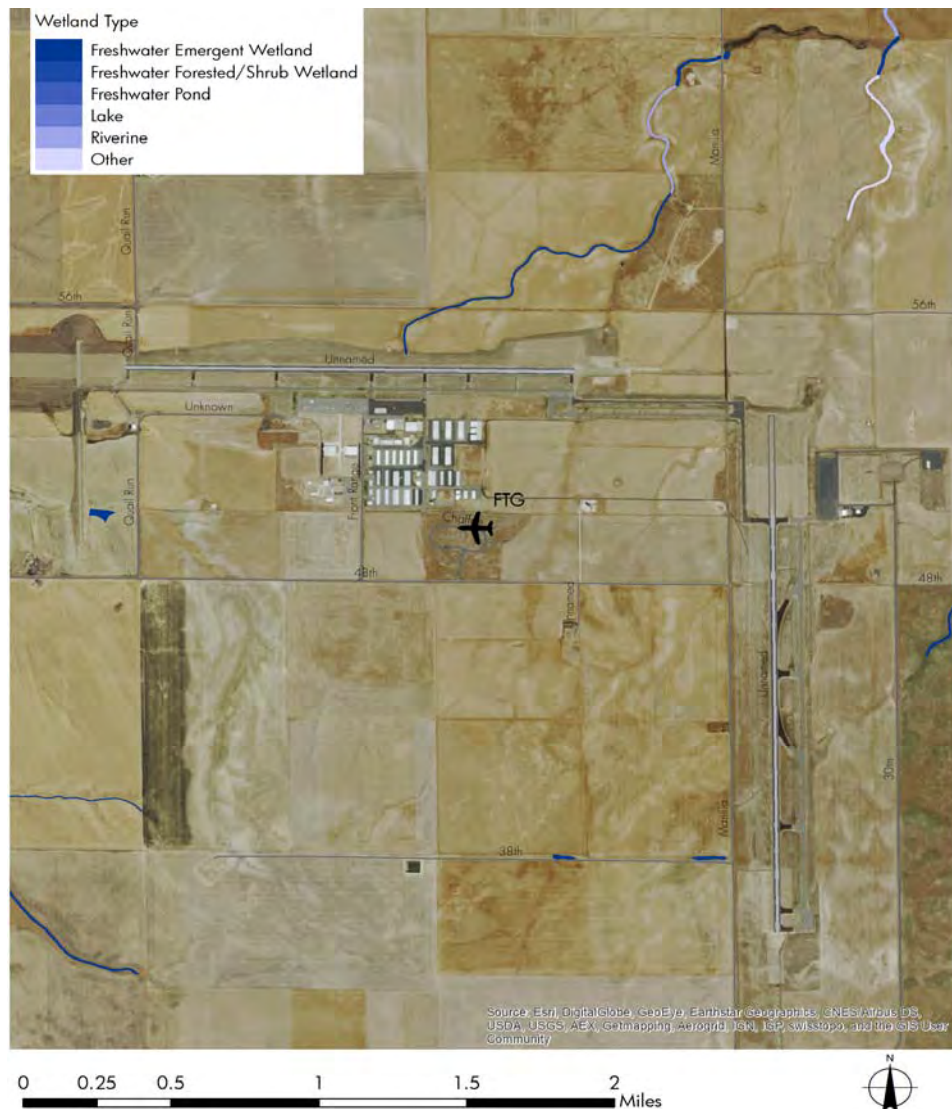 Wetland Type
Freshwater Emergent Wetland
Freshwater Forested/Shrub Wetland
Freshwater Pond
Lake
Riverine
Other
Manila
Quail Run
56th
56th
Quail Run
Unnamed
Unknown
Quail Run
Front Range
FTG
48th
48th
Unnamed
Unnamed
30th
Manila
38th
Source: Esri, DigitalGlobe, GeoEye, Earthstar Geographics, CNES/Airbus DS,
USDA, USGS, AEX, Getmapping, Aerogrid, IGN, IGP, swisstopo, and the GIS User
Community
N
0 0.25 0.5 1 1.5 2
Miles